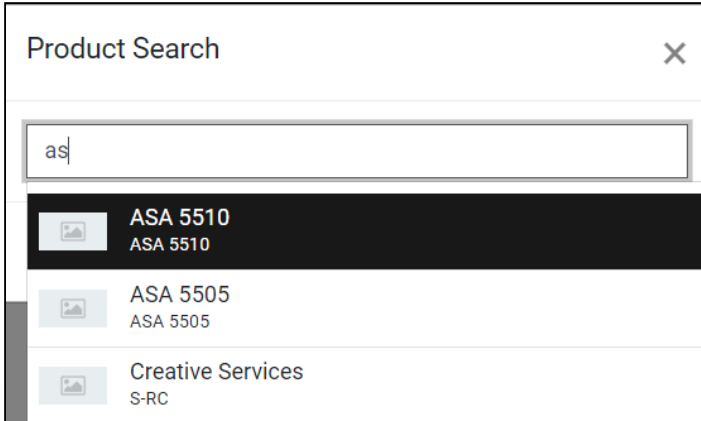 Product Search
as
ASA 5510
ASA 5510
ASA 5505
ASA 5505
Creative Services
S-RC